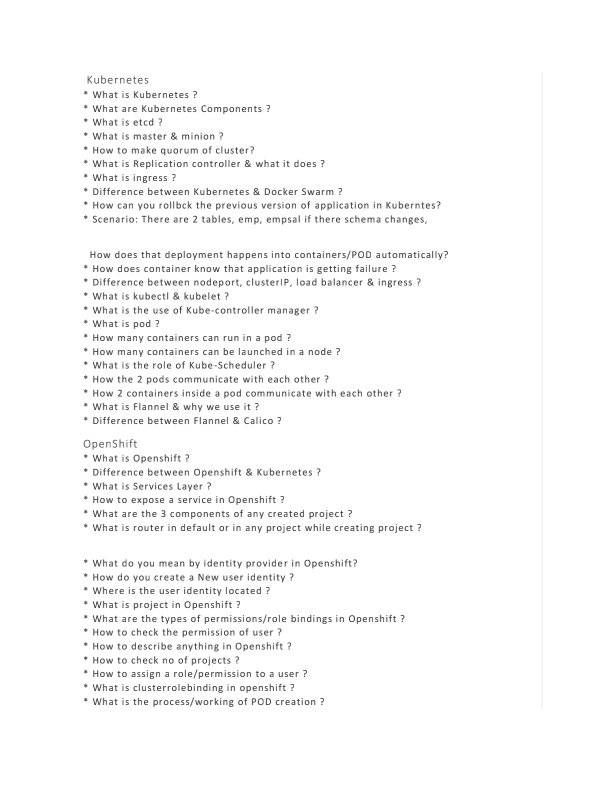 Kubernetes
* What is Kubernetes ?
* What are Kubernetes Components ?
* What is etcd ?
* What is master & minion ?
* How to make quorum of cluster?
* What is Replication controller & what it does ?
* What is ingress ?
* Difference between Kubernetes & Docker Swarm ?
* How can you rollbck the previous version of application in Kuberntes?
* Scenario: There are 2 tables, emp, empsal if there schema changes,
How does that deployment happens into containers/POD automatically?
* How does container know that application is getting failure ?
* Difference between nodeport, clusterIP, load balancer & ingress ?
* What is kubectl & kubelet ?
* What is the use of Kube-controller manager ?
* What is pod ?
* How many containers can run in a pod ?
* How many containers can be launched in a node ?
* What is the role of Kube-Scheduler ?
* How the 2 pods communicate with each other ?
* How 2 containers inside a pod communicate with each other ?
* What is Flannel & why we use it ?
* Difference between Flannel & Calico ?
OpenShift
* What is Openshift ?
* Difference between Openshift & Kubernetes ?
* What is Services Layer ?
* How to expose a service in Openshift ?
* What are the 3 components of any created project ?
* What is router in default or in any project while creating project ?
* What do you mean by identity provider in Openshift?
* How do you create a New user identity ?
* Where is the user identity located ?
* What is project in Openshift ?
* What are the types of permissions/role bindings in Openshift ?
* How to check the permission of user ?
* How to describe anything in Openshift ?
* How to check no of projects ?
* How to assign a role/permission to a user ?
* What is clusterrolebinding in openshift ?
* What is the process/working of POD creation ?